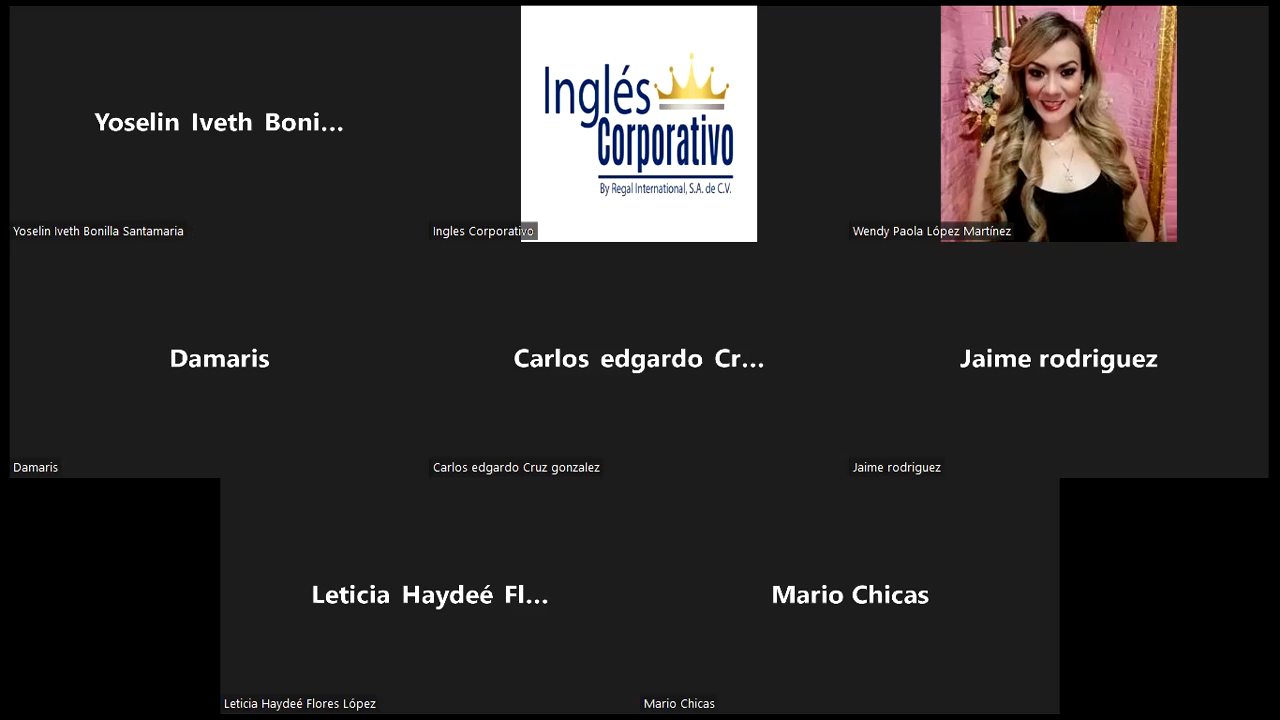 Yoselin Iveth Boni...
Yoselin Iveth Bonilla Santamaria
Inglés
Corporativo
By Regal International, S.A. de C.V.
Ingles Corporativo
Wendy Paola López Martínez
Damaris
Damaris
Carlos edgardo Cr...
Carlos edgardo Cruz gonzalez
Jaime rodriguez
Jaime rodriguez
Leticia Haydeé Fl...
Leticia Haydeé Flores López
Mario Chicas
Mario Chicas